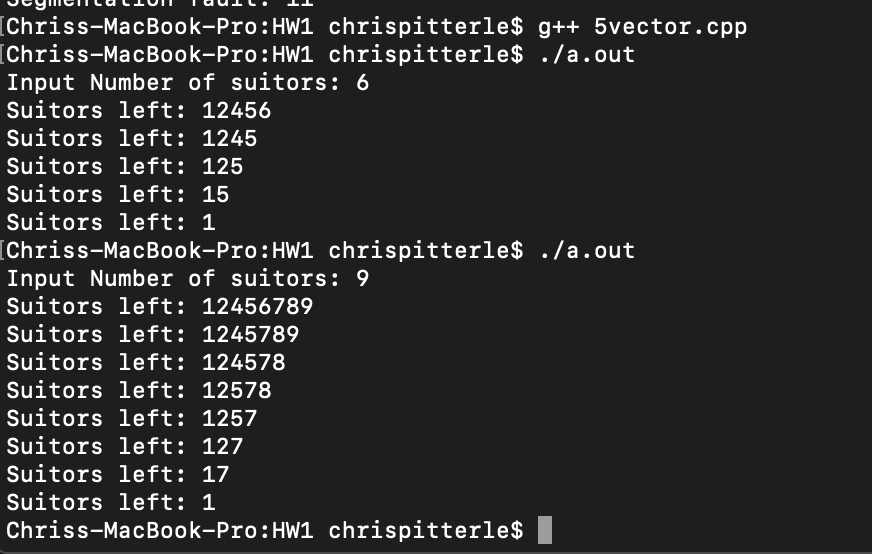 Segmentation fault: 11
[Chriss-MacBook-Pro:HW1 chrispitterle$ g++ 5vector.cpp
[Chriss-MacBook-Pro:HW1 chrispitterle$ ./a.out
Input Number of suitors: 6
Suitors left: 12456
Suitors left: 1245
Suitors left: 125
Suitors left: 15
Suitors left: 1
[Chriss-MacBook-Pro:HW1 chrispitterle$ ./a.out
Input Number of suitors: 9
Suitors left: 12456789
Suitors left: 1245789
Suitors left: 124578
Suitors left: 12578
Suitors left: 1257
Suitors left: 127
Suitors left: 17
Suitors left: 1
Chriss-MacBook-Pro:HW1 chrispitterle$